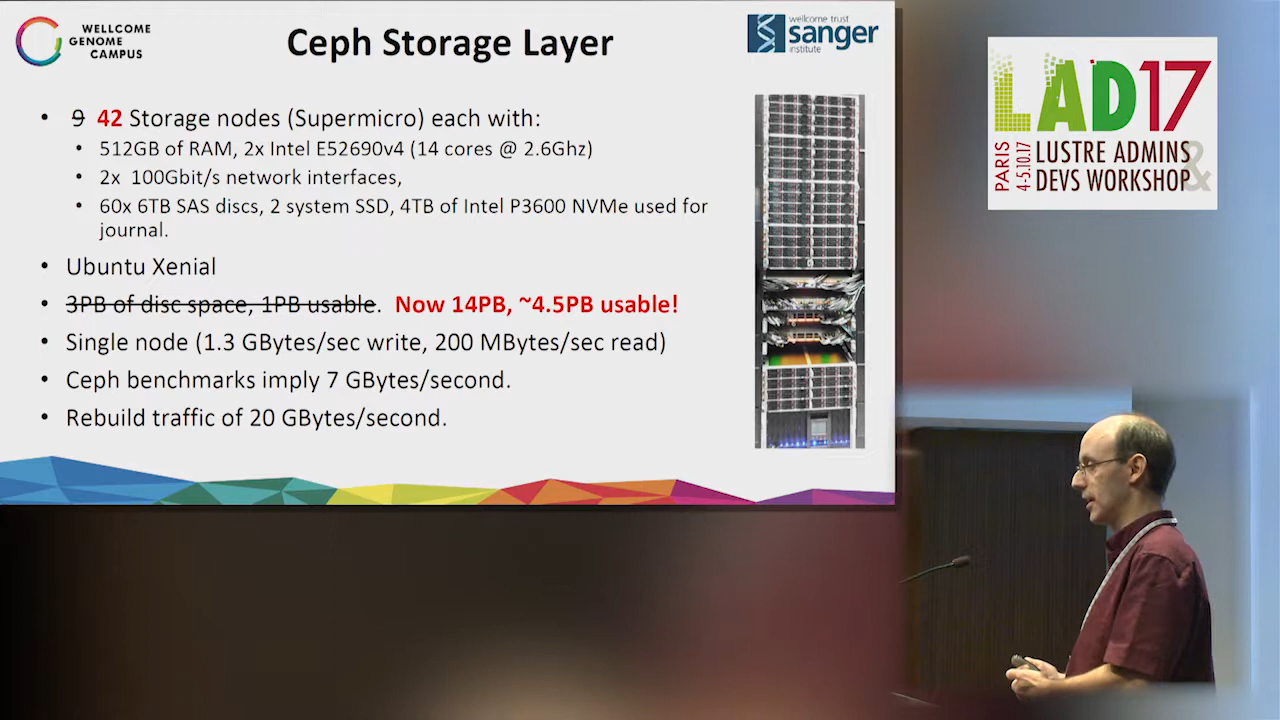 WELLCOME
GENOME
CAMPUS
Ceph Storage Layer
wellcome trust
sanger
institute
• 9 42 Storage nodes (Supermicro) each with:
• 512GB of RAM, 2x Intel E52690v4 (14 cores @ 2.6Ghz)
• 2x 100Gbit/s network interfaces,
• 60x 6TB SAS discs, 2 system SSD, 4TB of Intel P3600 NVMe used for
journal.
• Ubuntu Xenial
• 3PB of disc space, 1PB usable. Now 14PB, ~4.5PB usable!
• Single node (1.3 GBytes/sec write, 200 MBytes/sec read)
• Ceph benchmarks imply 7 GBytes/second.
• Rebuild traffic of 20 GBytes/second.
LAD17
PARIS
4-5.10.17
LUSTRE ADMINS
&
DEVS WORKSHOP